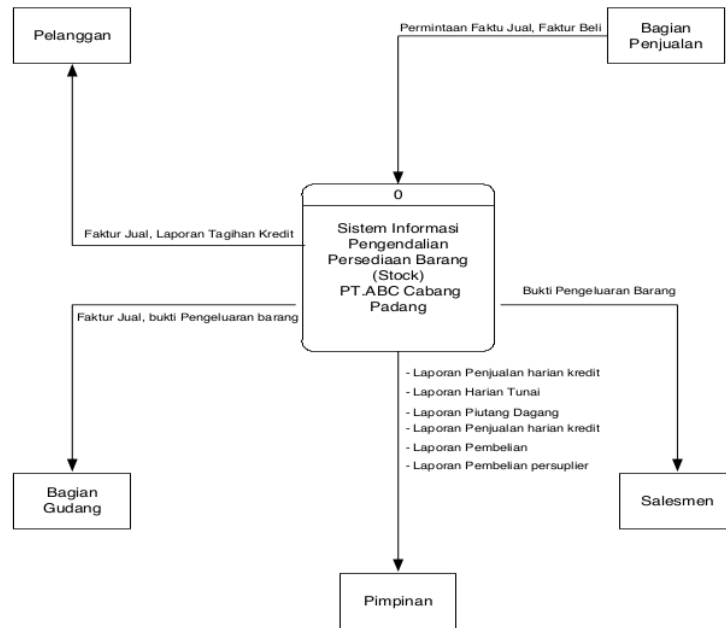 Pelanggan
Permintaan Faktu Jual, Faktur Beli
Bagian
Penjualan
0
Sistem Informasi
Pengendalian
Persediaan Barang
(Stock)
PT.ABC Cabang
Padang
Faktur Jual, Laporan Tagihan Kredit
Faktur Jual, bukti Pengeluaran barang
Bukti Pengeluaran Barang
- Laporan Penjualan harian kredit
- Laporan Harian Tunai
- Laporan Piutang Dagang
- Laporan Penjualan harian kredit
- Laporan Pembelian
- Laporan Pembelian persuplier
Bagian
Gudang
Salesmen
Pimpinan